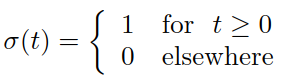 σ(t) = { 1 for t ≥ 0
0 elsewhere